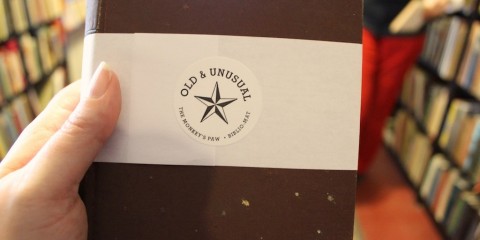 OLD & UNUSUAL
THE MONKEY'S PAW • BIBLIO-MAT